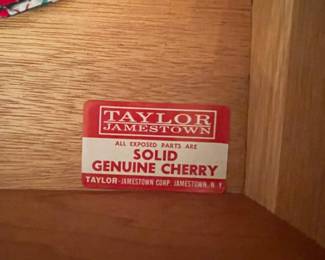 TAYLOR
JAMESTOWN
ALL EXPOSED PARTS ARE
SOLID
GENUINE CHERRY
TAYLOR-JAMESTOWN CORP. JAMESTOWN, N. Y.